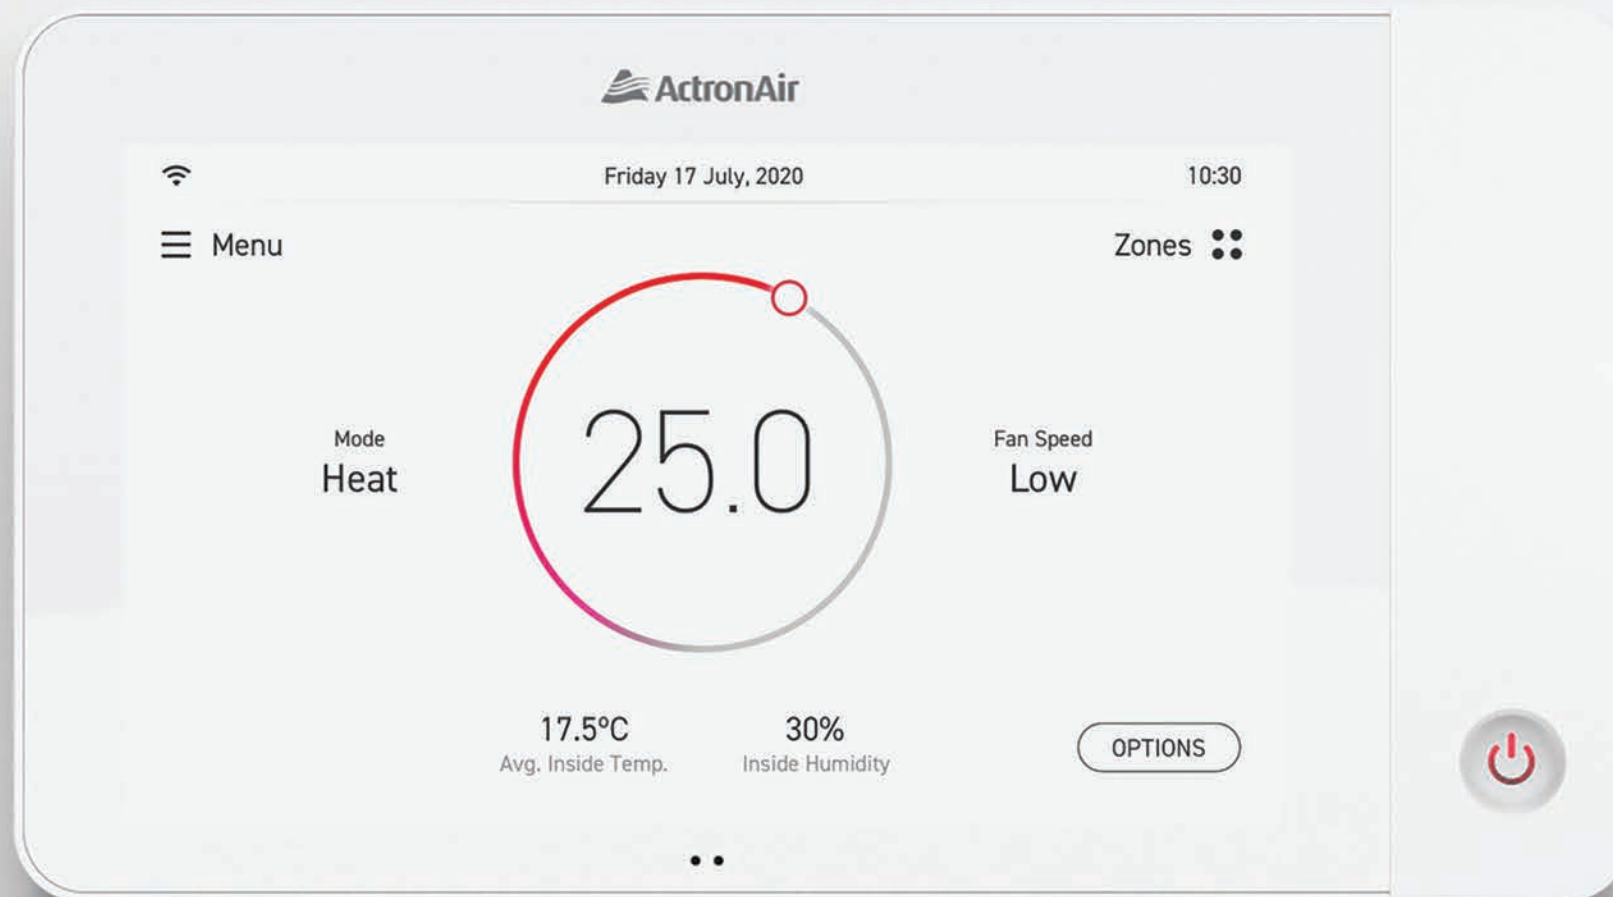 ActronAir
Friday 17 July, 2020
10:30
Menu
Zones
Mode
Heat
25.0
Fan Speed
Low
17.5ºC
Avg. Inside Temp.
30%
Inside Humidity
OPTIONS